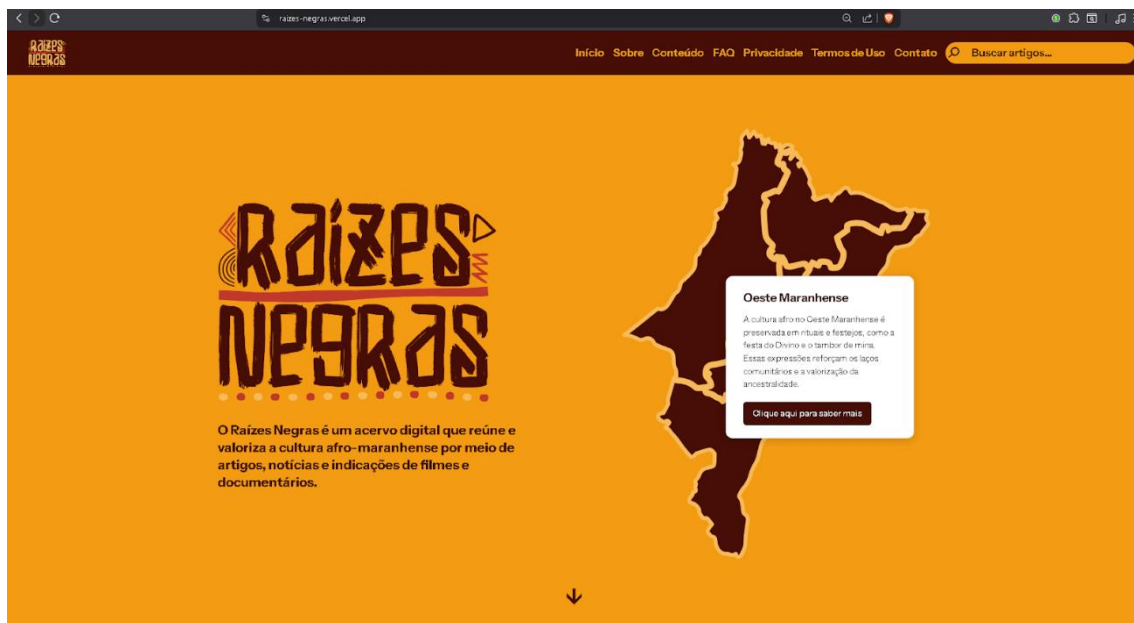 raizes-negras.vercel.app
RAÍZES
NEGRAS
Início Sobre Conteúdo FAQ Privacidade Termos de Uso Contato Buscar artigos...
RAÍZES
NEGRAS
O Raízes Negras é um acervo digital que reúne e
valoriza a cultura afro-maranhense por meio de
artigos, notícias e indicações de filmes e
documentários.
Oeste Maranhense
A cultura afro no Oeste Maranhense é
preservada em rituais e festejos, como a
festa do Divino e o tambor de mina.
Essas expressões reforçam os laços
comunitários e a valorização da
ancestralidade.
Clique aqui para saber mais